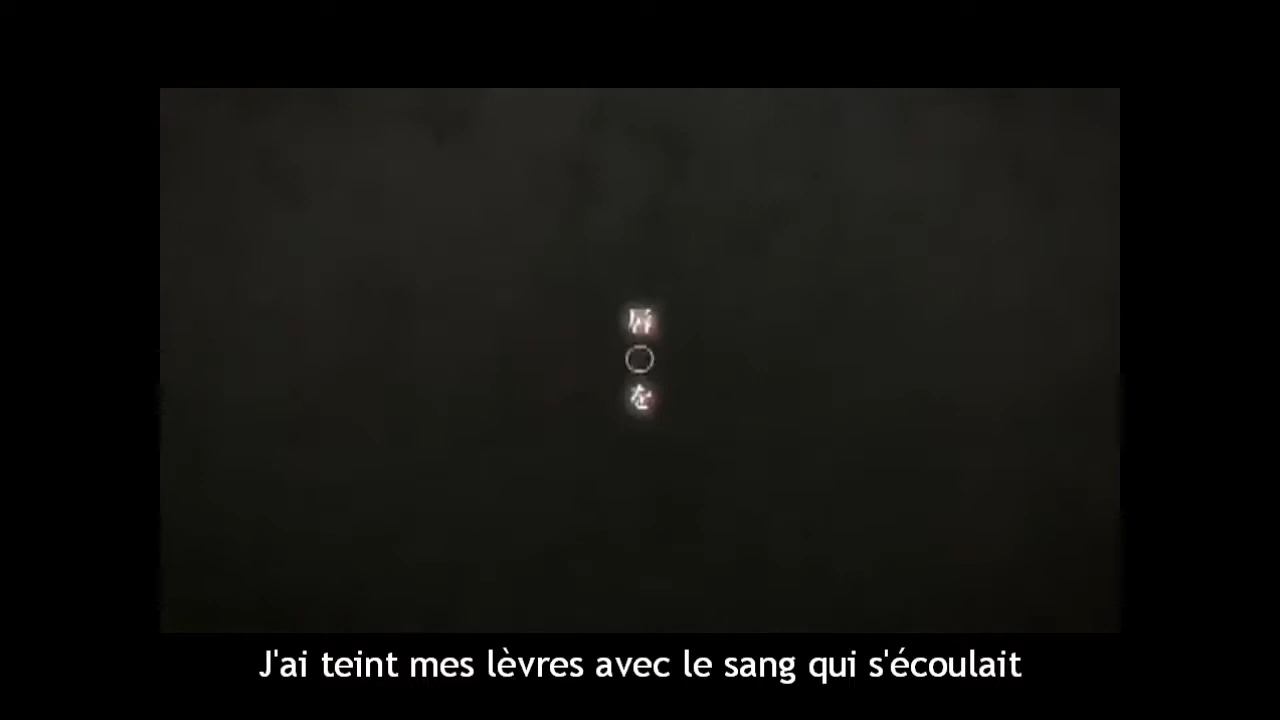 唇
○
を
J'ai teint mes lèvres avec le sang qui s'écoulait